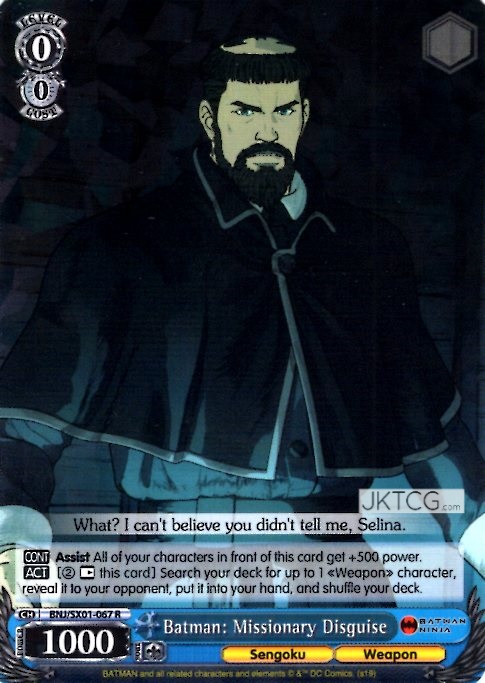 LEVEL
0
0
COST
JKTCG.com
What? I can't believe you didn't tell me, Selina.
CONT Assist All of your characters in front of this card get +500 power.
ACT [② this card] Search your deck for up to 1 «Weapon» character,
reveal it to your opponent, put it into your hand, and shuffle your deck.
CH BNJ/SX01-067 R
POWER 1000 SOUL Batman: Missionary Disguise BATMAN NINJA
Sengoku Weapon
BATMAN and all related characters and elements © & ™ DC Comics. (s19)